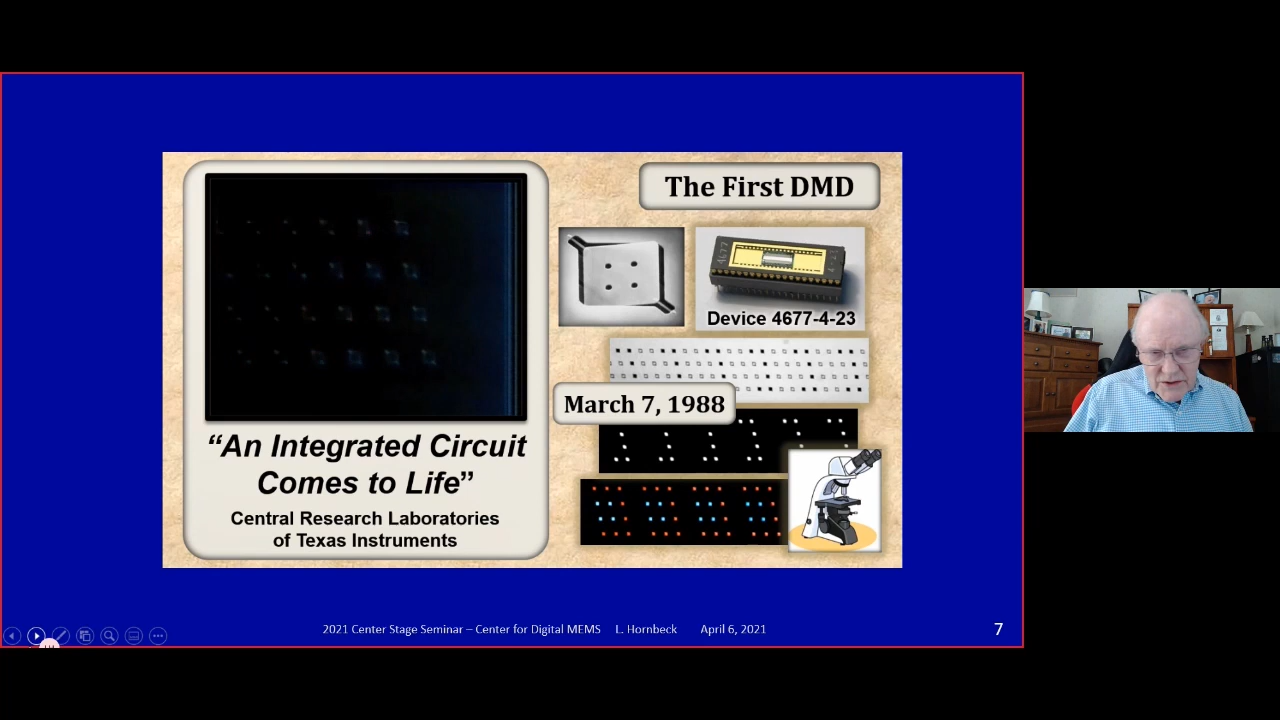 The First DMD
Device 4677-4-23
March 7, 1988
“An Integrated Circuit
Comes to Life”
Central Research Laboratories
of Texas Instruments
2021 Center Stage Seminar – Center for Digital MEMS L. Hornbeck April 6, 2021
7